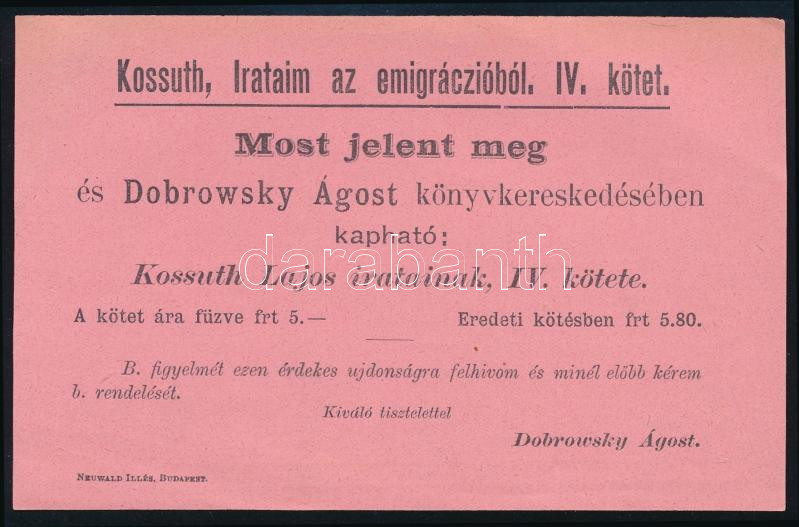 Kossuth, Irataim az emigráczióból. IV. kötet.
Most jelent meg
és Dobrowsky Ágost könyvkereskedésében
kapható:
darabanth
Kossuth Lajos iratainak, IV. kötete.
A kötet ára füzve frt 5.— Eredeti kötésben frt 5.80.
B. figyelmét ezen érdekes ujdonságra felhivom és minél előbb kérem
b. rendelését.
Kiváló tisztelettel
Dobrowsky Ágost.
Neuwald Illés, Budapest.